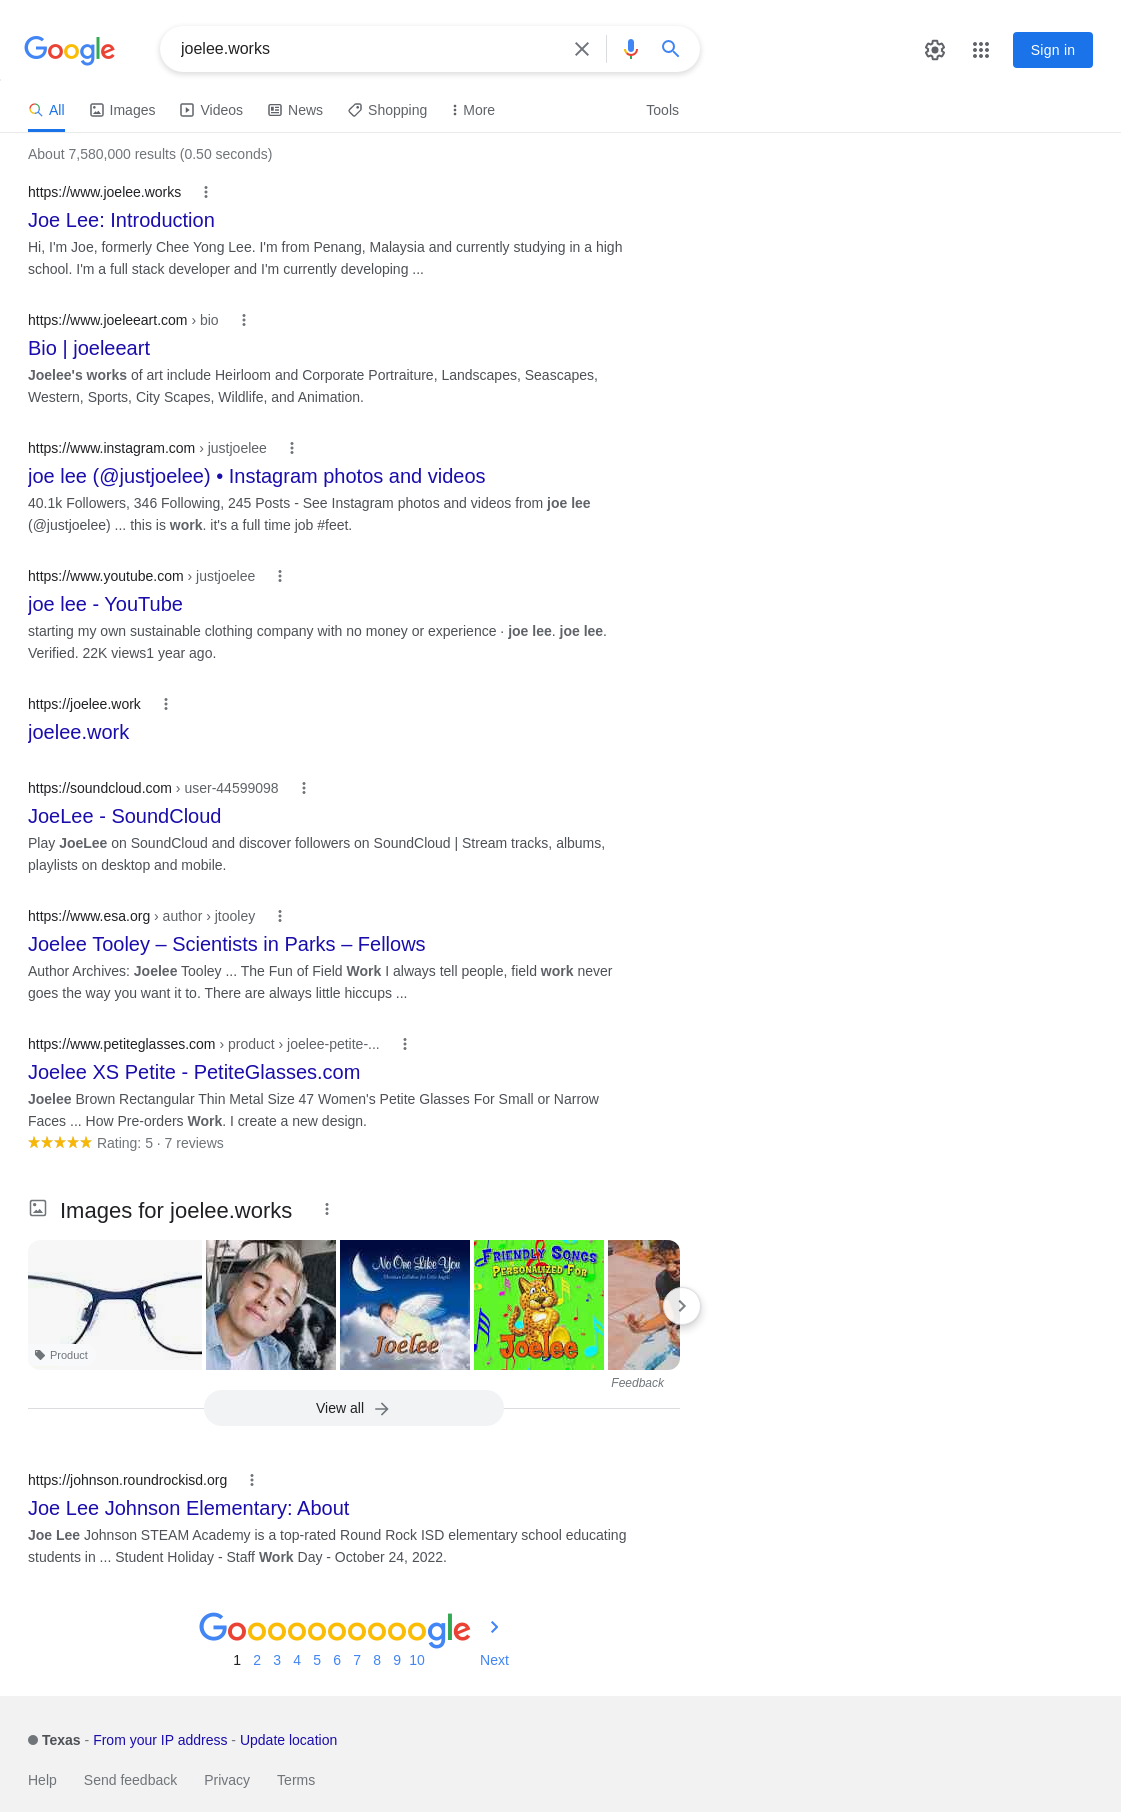 Google
joelee.works
Sign in
All
Images
Videos
News
Shopping
More
Tools
About 7,580,000 results (0.50 seconds)
https://www.joelee.works
Joe Lee: Introduction
Hi, I'm Joe, formerly Chee Yong Lee. I'm from Penang, Malaysia and currently studying in a high
school. I'm a full stack developer and I'm currently developing ...
https://www.joeleeart.com › bio
Bio | joeleeart
Joelee's works of art include Heirloom and Corporate Portraiture, Landscapes, Seascapes,
Western, Sports, City Scapes, Wildlife, and Animation.
https://www.instagram.com › justjoelee
joe lee (@justjoelee) • Instagram photos and videos
40.1k Followers, 346 Following, 245 Posts - See Instagram photos and videos from joe lee
(@justjoelee) ... this is work. it's a full time job #feet.
https://www.youtube.com › justjoelee
joe lee - YouTube
starting my own sustainable clothing company with no money or experience · joe lee. joe lee.
Verified. 22K views1 year ago.
https://joelee.work
joelee.work
https://soundcloud.com › user-44599098
JoeLee - SoundCloud
Play JoeLee on SoundCloud and discover followers on SoundCloud | Stream tracks, albums,
playlists on desktop and mobile.
https://www.esa.org › author › jtooley
Joelee Tooley – Scientists in Parks – Fellows
Author Archives: Joelee Tooley ... The Fun of Field Work I always tell people, field work never
goes the way you want it to. There are always little hiccups ...
https://www.petiteglasses.com › product › joelee-petite-...
Joelee XS Petite - PetiteGlasses.com
Joelee Brown Rectangular Thin Metal Size 47 Women's Petite Glasses For Small or Narrow
Faces ... How Pre-orders Work. I create a new design.
Rating: 5 · 7 reviews
Images for joelee.works
Product
No One Like You
Christian Lullabies for Little Angels
Joelee
FRIENDLY SONGS
PERSONALIZED FOR
Joelee
Feedback
View all
https://johnson.roundrockisd.org
Joe Lee Johnson Elementary: About
Joe Lee Johnson STEAM Academy is a top-rated Round Rock ISD elementary school educating
students in ... Student Holiday - Staff Work Day - October 24, 2022.
Goooooooooogle
1 2 3 4 5 6 7 8 9 10 Next
Texas - From your IP address - Update location
Help Send feedback Privacy Terms